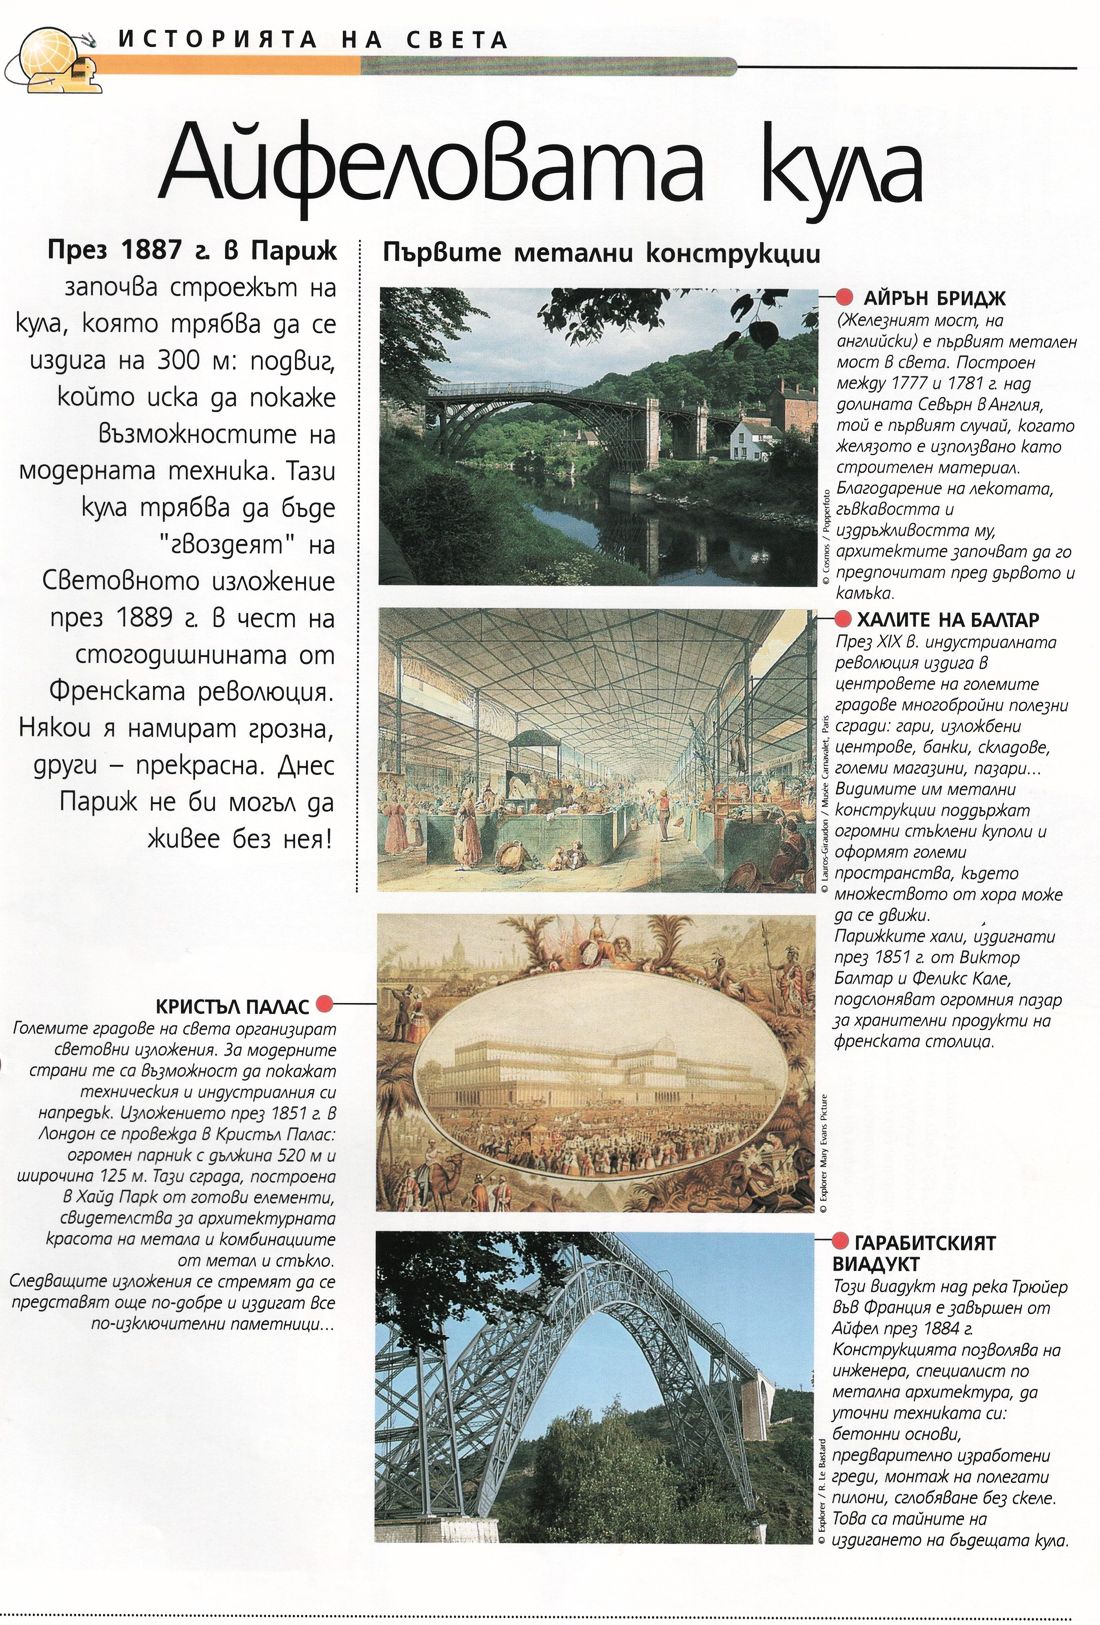 ИСТОРИЯТА НА СВЕТА
Айфеловата кула
През 1887 г. в Париж
започва строежът на
кула, която трябва да се
издига на 300 м: подвиг,
който иска да покаже
възможностите на
модерната техника. Тази
кула трябва да бъде
"гвоздеят" на
Световното изложение
през 1889 г. в чест на
стогодишнината от
Френската революция.
Някои я намират грозна,
други – прекрасна. Днес
Париж не би могъл да
живее без нея!
Първите метални конструкции
АЙРЪН БРИДЖ
(Железният мост, на
английски) е първият метален
мост в света. Построен
между 1777 и 1781 г. над
долината Севърн в Англия,
той е първият случай, когато
желязото е използвано като
строителен материал.
Благодарение на лекотата,
гъвкавостта и
издръжливостта му,
архитектите започват да го
предпочитат пред дървото и
камъка.
© Cosmos / Popperfoto
ХАЛИТЕ НА БАЛТАР
През XIX в. индустриалната
революция издига в
центровете на големите
градове многобройни полезни
сгради: гари, изложбени
центрове, банки, складове,
големи магазини, пазари...
Видимите им метални
конструкции поддържат
огромни стъклени куполи и
оформят големи
пространства, където
множеството от хора може
да се движи.
Парижките хали, издигнати
през 1851 г. от Виктор
Балтар и Феликс Кале,
подслоняват огромния пазар
за хранителни продукти на
френската столица.
© Lauros-Giraudon / Musée Carnavalet, Paris
КРИСТЪЛ ПАЛАС
Големите градове на света организират
световни изложения. За модерните
страни те са възможност да покажат
техническия и индустриалния си
напредък. Изложението през 1851 г. в
Лондон се провежда в Кристъл Палас:
огромен парник с дължина 520 м и
широчина 125 м. Тази сграда, построена
в Хайд Парк от готови елементи,
свидетелства за архитектурната
красота на метала и комбинациите
от метал и стъкло.
Следващите изложения се стремят да се
представят още по-добре и издигат все
по-изключителни паметници...
© Explorer Mary Evans Picture
ГАРАБИТСКИЯТ
ВИАДУКТ
Този виадукт над река Трюйер
във Франция е завършен от
Айфел през 1884 г.
Конструкцията позволява на
инженера, специалист по
метална архитектура, да
уточни техниката си:
бетонни основи,
предварително изработени
греди, монтаж на полегати
пилони, сглобяване без скеле.
Това са тайните на
издигането на бъдещата кула.
© Explorer / R. Le Bastard